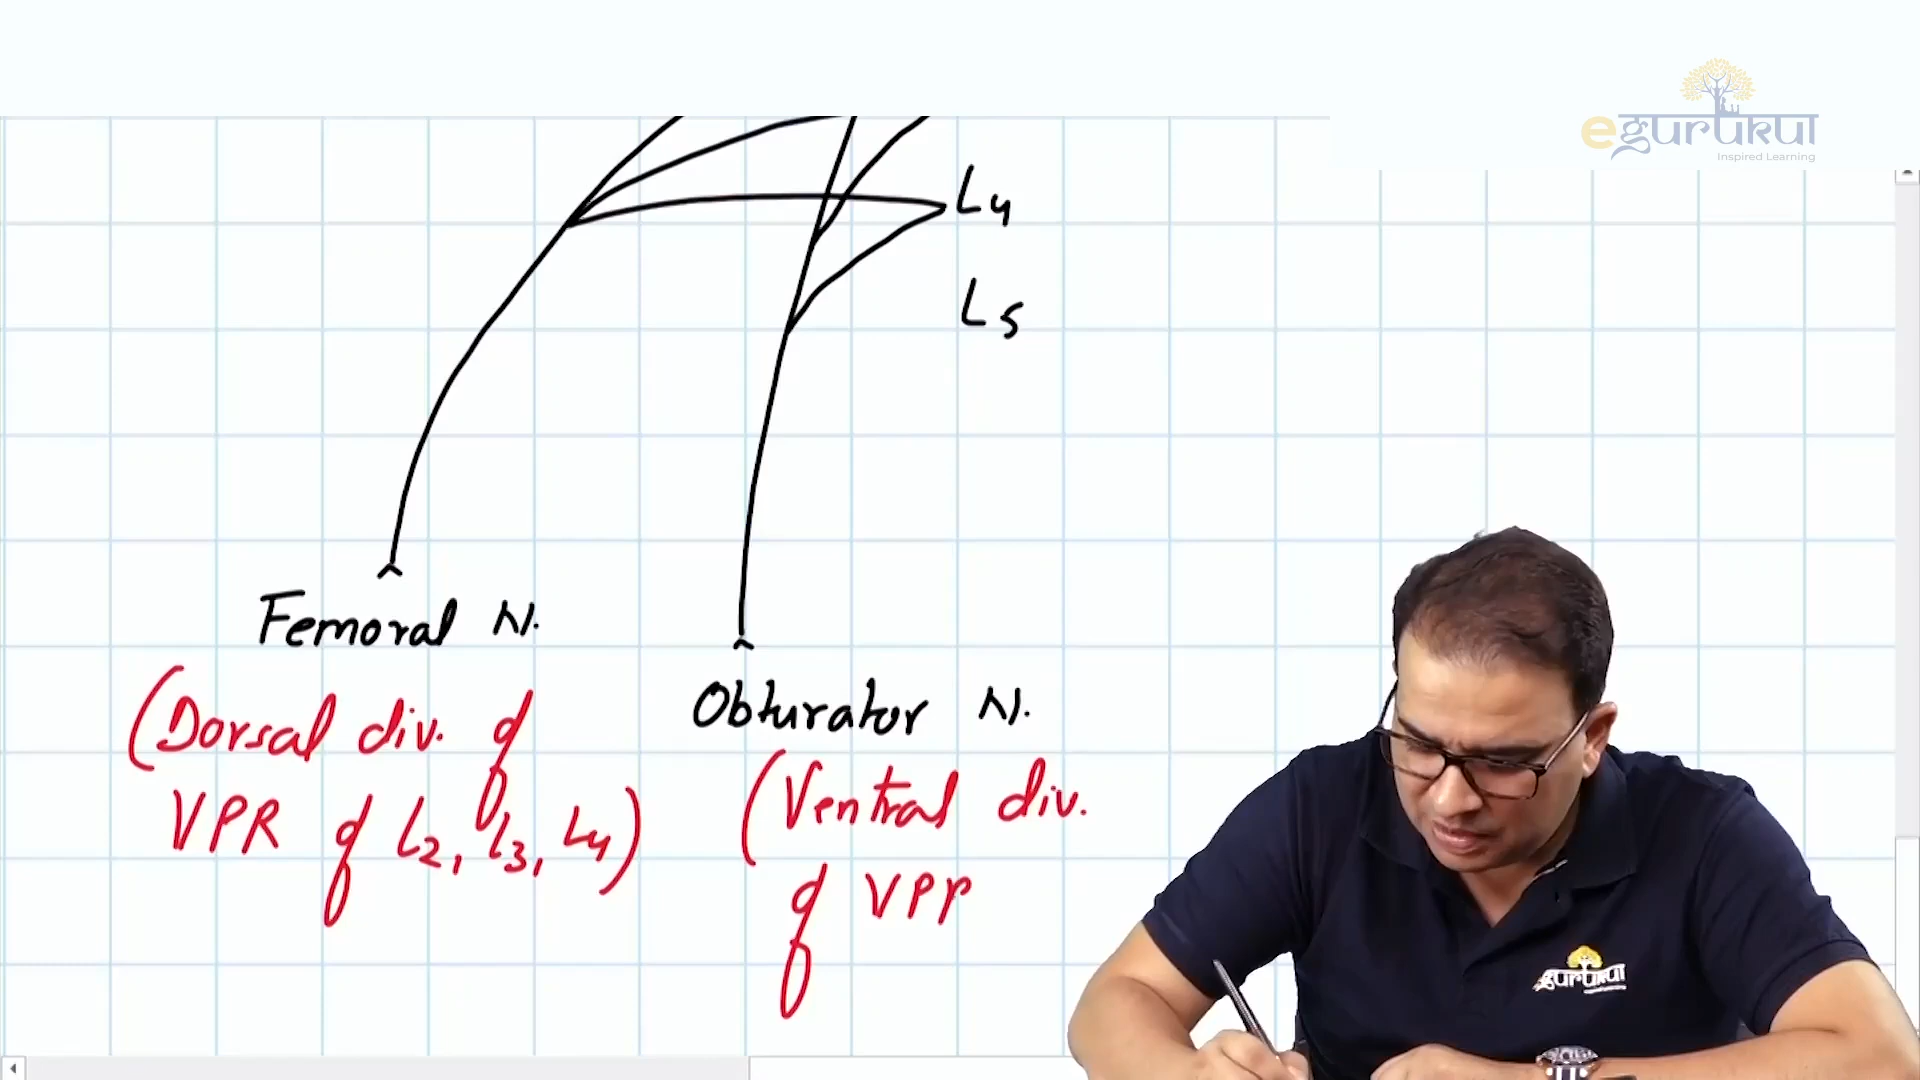 egurukul
Inspired Learning
L4
L5
Femoral N.
(Dorsal div. of
VPR of L2, L3, L4)
Obturator N.
(Ventral div.
of VPR
gurukul